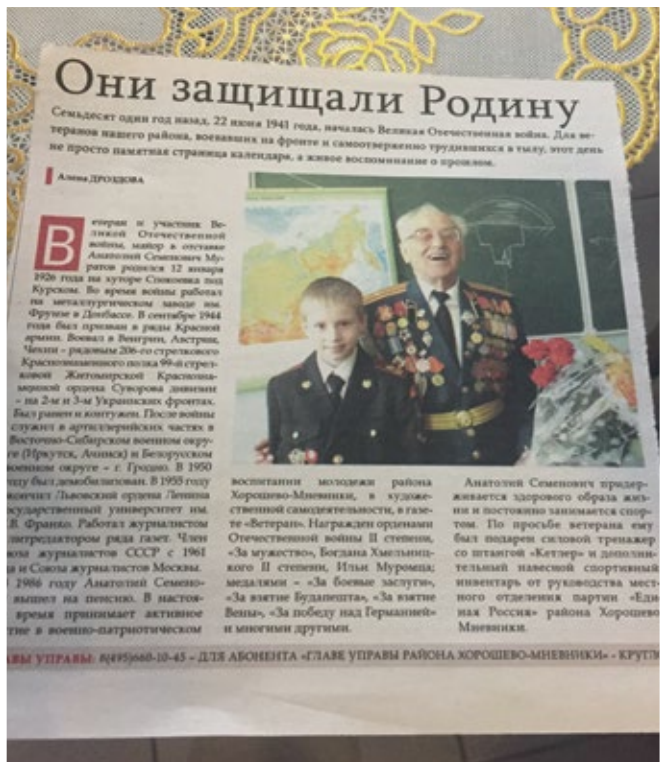 Они защищали Родину
Семьдесят один год назад, 22 июня 1941 года, началась Великая Отечественная война. Для ве-
теранов нашего района, воевавших на фронте и самоотверженно трудившихся в тылу, этот день
не просто памятная страница календаря, а живое воспоминание о прошлом.
Алена ДРОЗДОВА
Ветеран и участник Ве-
ликой Отечественной
войны, майор в отставке
Анатолий Семенович Му-
ратов родился 12 января
1926 года на хуторе Спокоевка под
Курском. Во время войны работал
на металлургическом заводе им.
Фрунзе в Донбассе. В сентябре 1944
года был призван в ряды Красной
армии. Воевал в Венгрии, Австрии,
Чехии – рядовым 206-го стрелкового
Краснознаменного полка 99-й стрел-
ковой Житомирской Краснозна-
менной ордена Суворова дивизии
– на 2-м и 3-м Украинских фронтах.
Был ранен и контужен. После войны
служил в артиллерийских частях в
Восточно-Сибирском военном окру-
ге (Иркутск, Ачинск) и Белорусском
военном округе – г. Гродно. В 1950
году был демобилизован. В 1955 году
окончил Львовский ордена Ленина
государственный университет им.
В. Франко. Работал журналистом
литредактором ряда газет. Член
юза журналистов СССР с 1961
да и Союза журналистов Москвы.
1986 году Анатолий Семено-
вышел на пенсию. В настоя-
время принимает активное
тие в военно-патриотическом
воспитании молодежи района
Хорошево-Мневники, в художе-
ственной самодеятельности, в газе-
те «Ветеран». Награжден орденами
Отечественной войны II степени,
«За мужество», Богдана Хмельниц-
кого II степени, Ильи Муромца;
медалями – «За боевые заслуги»,
«За взятие Будапешта», «За взятие
Вены», «За победу над Германией»
и многими другими.
Анатолий Семенович придер-
живается здорового образа жиз-
ни и постоянно занимается спор-
том. По просьбе ветерана ему
был подарен силовой тренажер
со штангой «Кетлер» и дополни-
тельный навесной спортивный
инвентарь от руководства мест-
ного отделения партии «Еди
ная Россия» района Хорошево
Мневники.
АВЫ УПРАВЫ: 8(495)660-10-45 – ДЛЯ АБОНЕНТА «ГЛАВЕ УПРАВЫ РАЙОНА ХОРОШЕВО-МНЕВНИКИ» - КРУГЛ